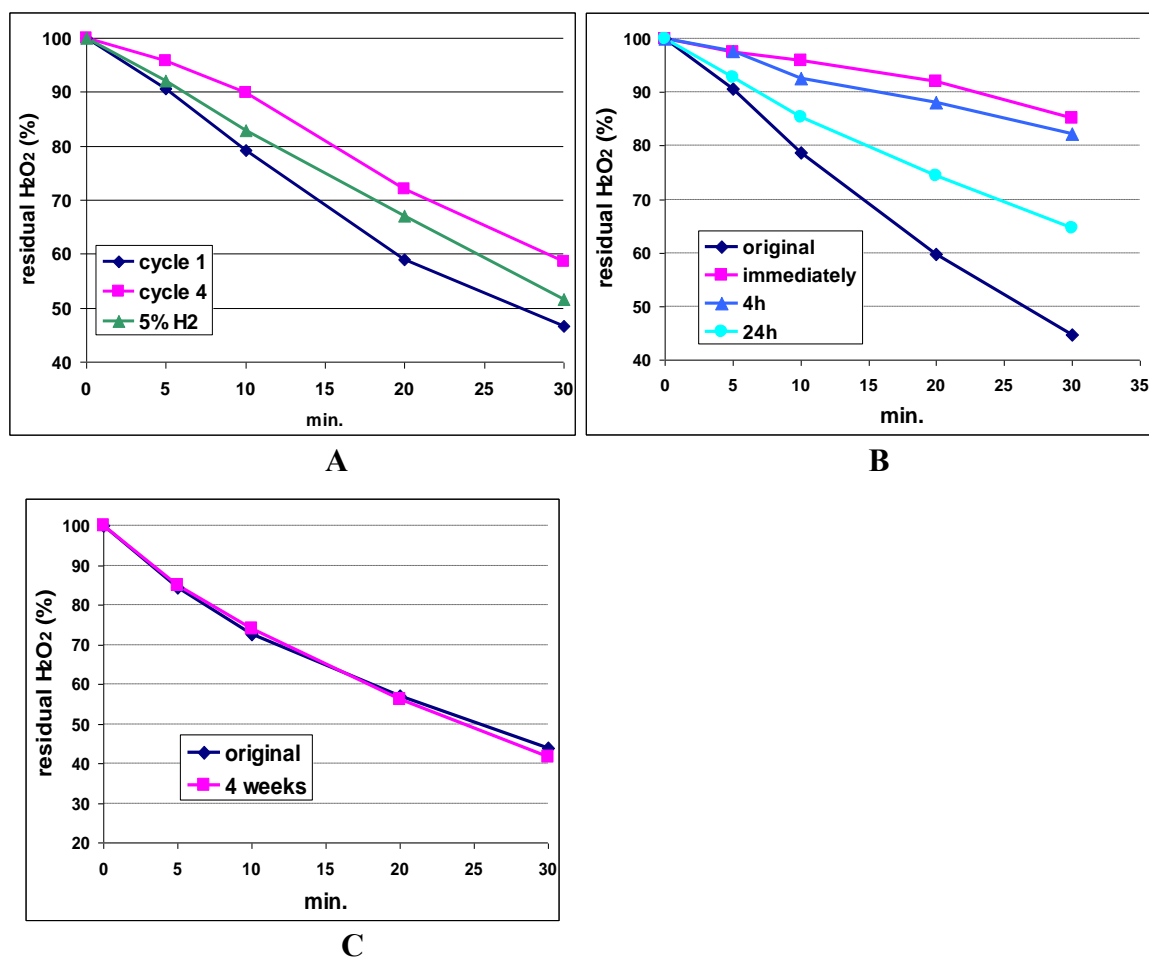 residual H2O2 (%)
100
90
80
70
60
50
40
0 5 10 15 20 25 30
min.
cycle 1
cycle 4
5% H2
A
residual H2O2 (%)
100
90
80
70
60
50
40
0 5 10 15 20 25 30 35
min.
original
immediately
4h
24h
B
residual H2O2 (%)
100
90
80
70
60
50
40
30
20
0 5 10 15 20 25 30
min.
original
4 weeks
C